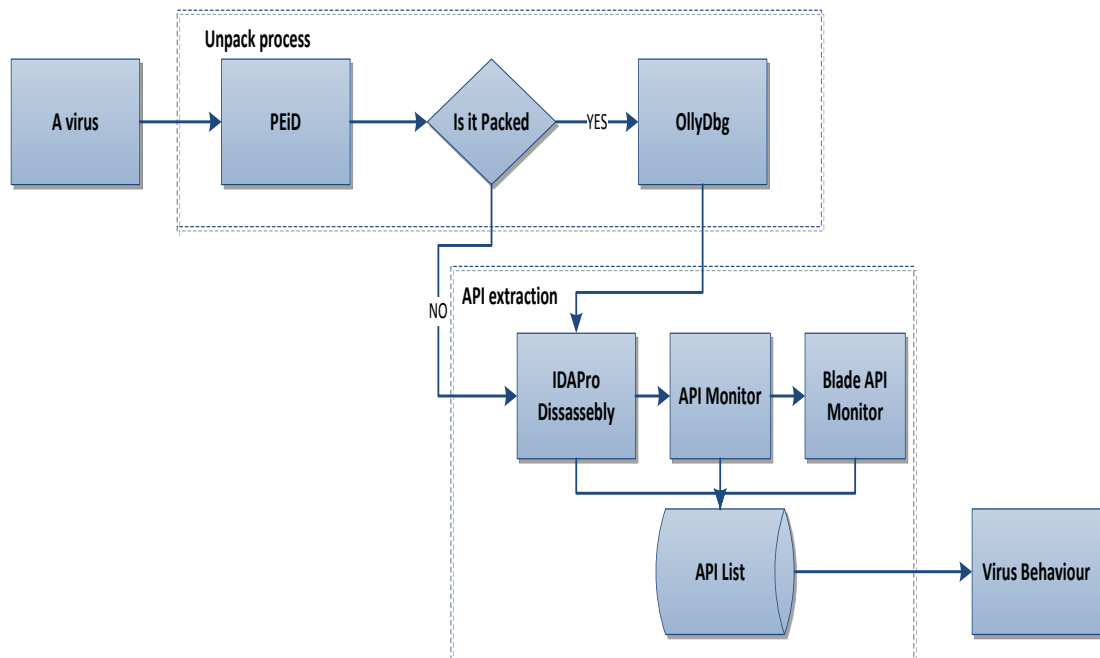 Unpack process
A virus
PEiD
Is it Packed
YES
OllyDbg
NO
API extraction
IDAPro
Dissassebly
API Monitor
Blade API
Monitor
API List
Virus Behaviour